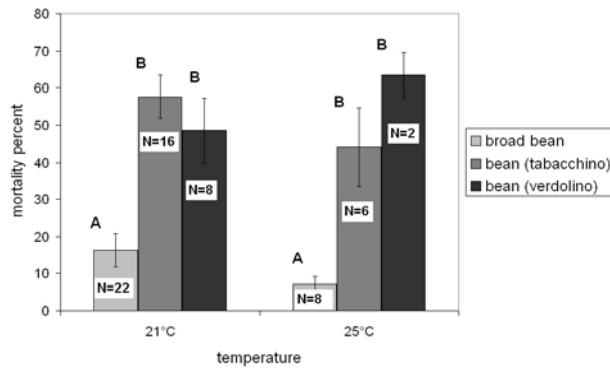 80
70
60
50
40
30
20
10
0
mortality percent
A
N=22
B
N=16
B
N=8
A
N=8
B
N=6
B
N=2
21°C
25°C
temperature
broad bean
bean (tabacchino)
bean (verdolino)